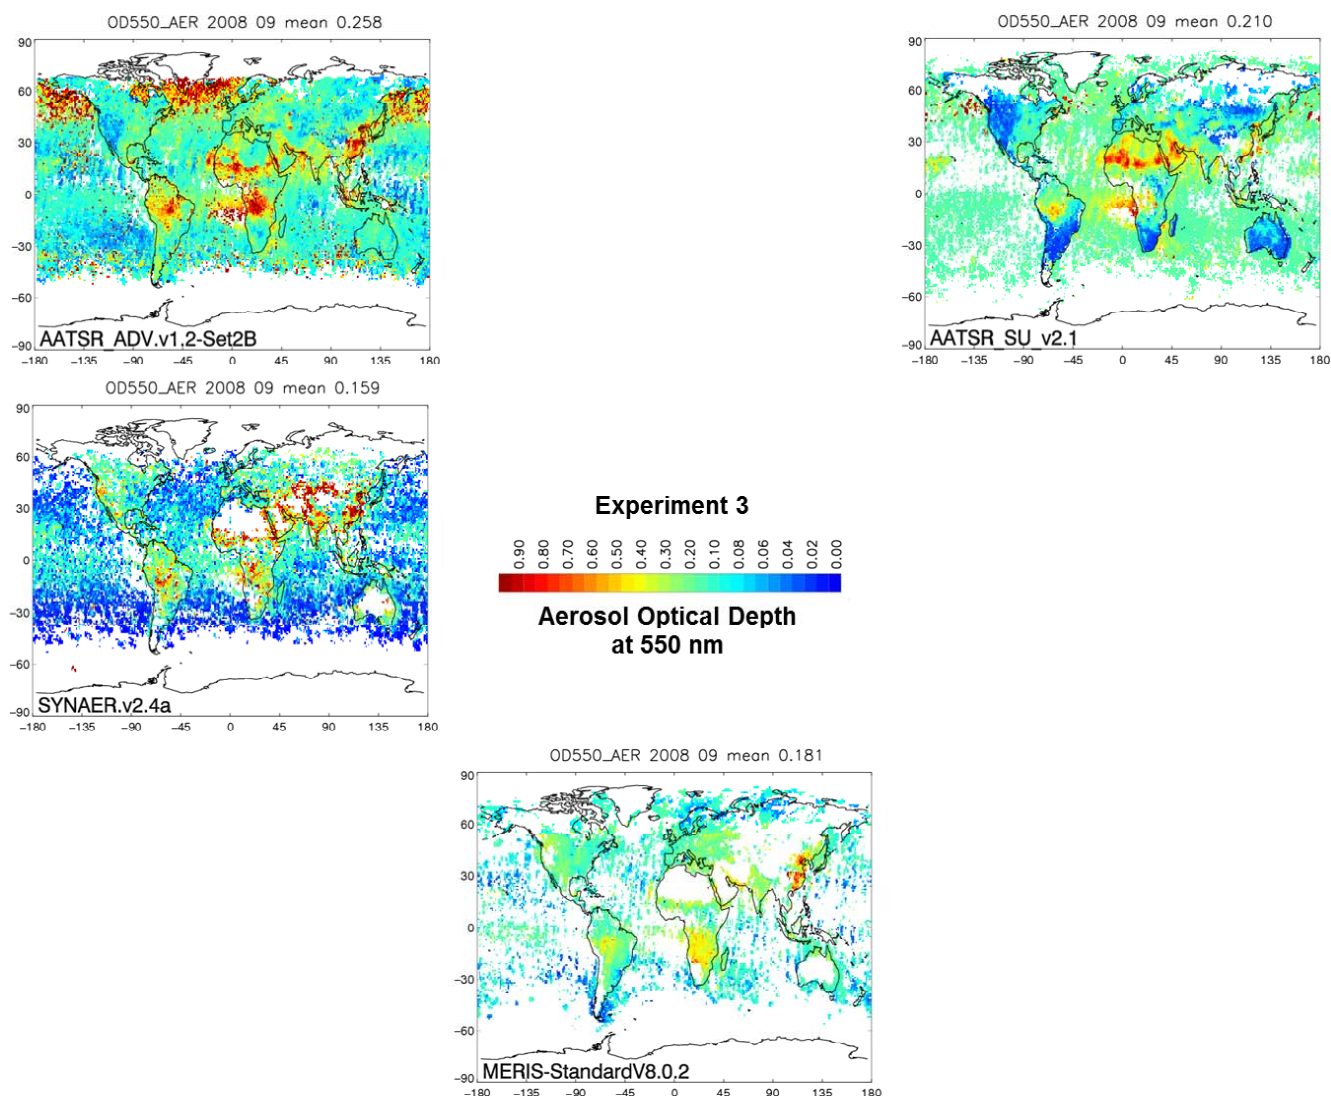 OD550_AER 2008 09 mean 0.258
90
60
30
0
−30
−60
−90
AATSR_ADV.v1.2-Set2B
−180 −135 −90 −45 0 45 90 135 180
OD550_AER 2008 09 mean 0.210
90
60
30
0
−30
−60
−90
AATSR_SU_v2.1
−180 −135 −90 −45 0 45 90 135 180
OD550_AER 2008 09 mean 0.159
90
60
30
0
−30
−60
−90
SYNAER.v2.4a
−180 −135 −90 −45 0 45 90 135 180
Experiment 3
0.90 0.80 0.70 0.60 0.50 0.40 0.30 0.20 0.10 0.08 0.06 0.04 0.02 0.00
Aerosol Optical Depth
at 550 nm
OD550_AER 2008 09 mean 0.181
90
60
30
0
−30
−60
−90
MERIS-StandardV8.0.2
−180 −135 −90 −45 0 45 90 135 180